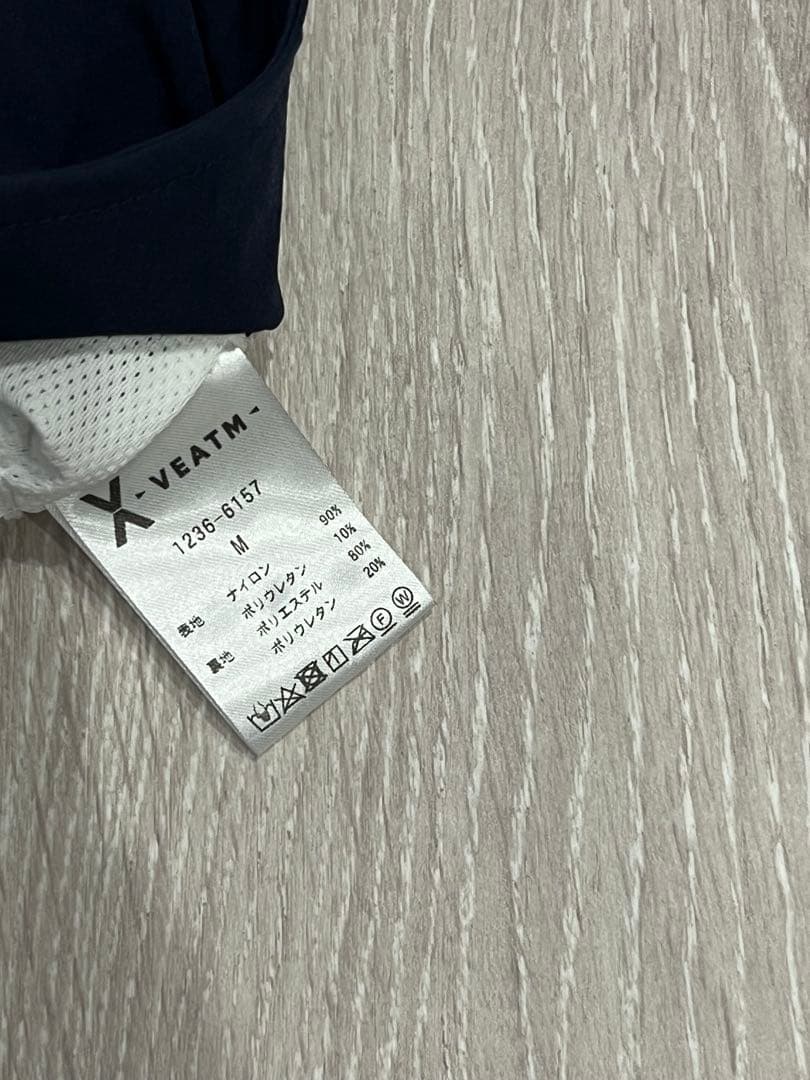 X-VEATM-
1236-6157
M
表地 ナイロン 90%
ポリウレタン 10%
裏地 ポリエステル 80%
ポリウレタン 20%
F W